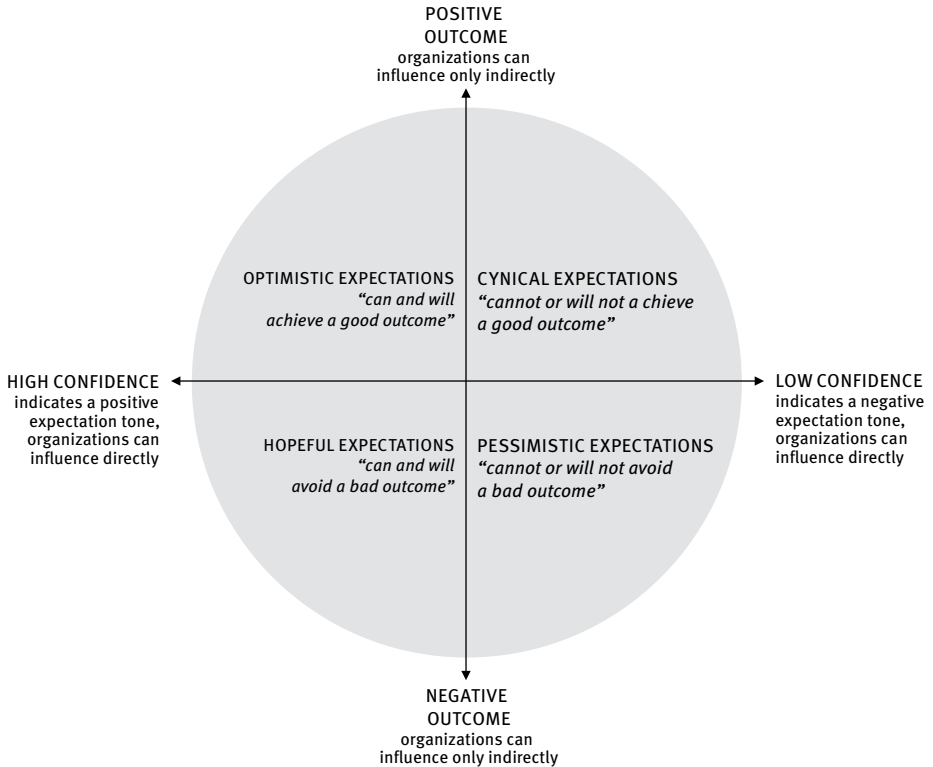 POSITIVE
OUTCOME
organizations can
influence only indirectly
OPTIMISTIC EXPECTATIONS
“can and will
achieve a good outcome”
CYNICAL EXPECTATIONS
“cannot or will not a chieve
a good outcome”
HIGH CONFIDENCE
indicates a positive
expectation tone,
organizations can
influence directly
LOW CONFIDENCE
indicates a negative
expectation tone,
organizations can
influence directly
HOPEFUL EXPECTATIONS
“can and will
avoid a bad outcome”
PESSIMISTIC EXPECTATIONS
“cannot or will not avoid
a bad outcome”
NEGATIVE
OUTCOME
organizations can
influence only indirectly